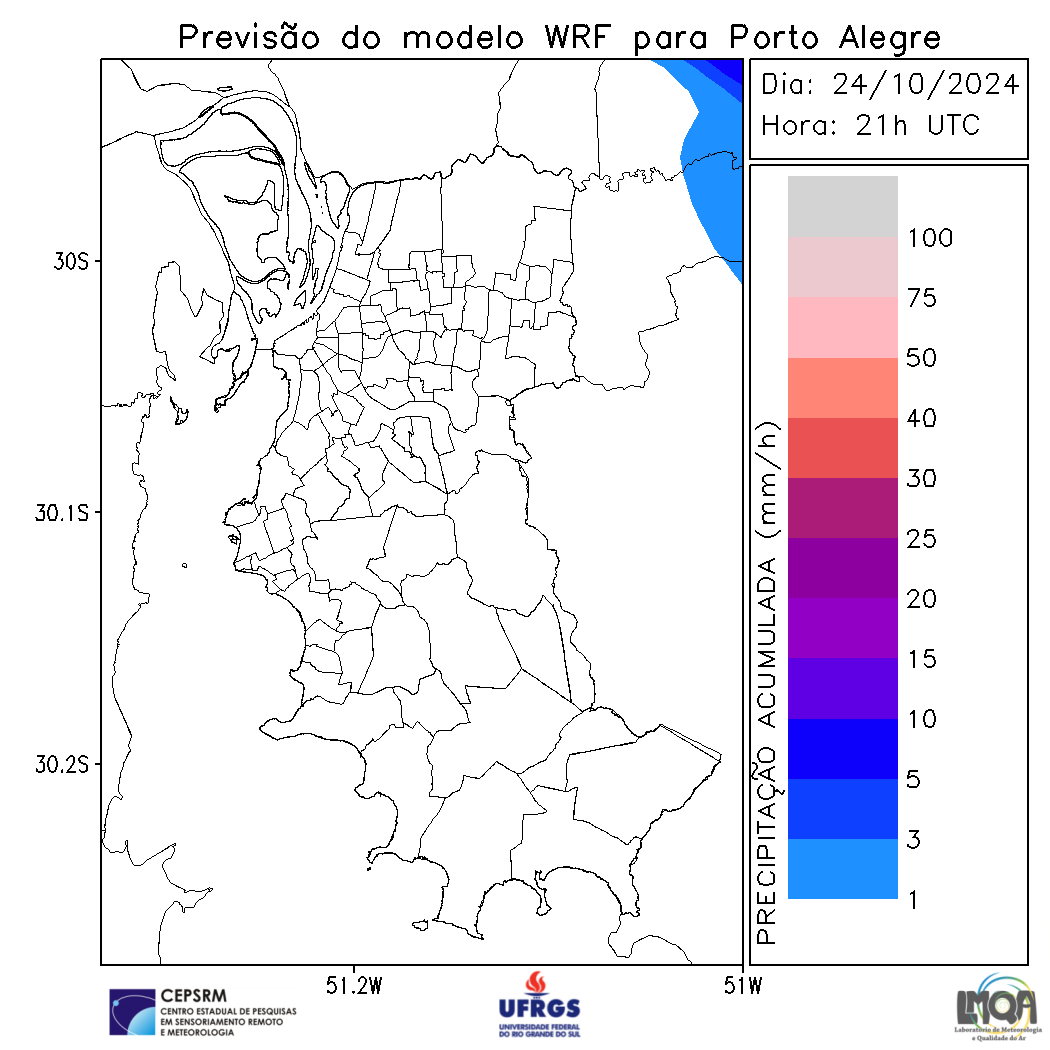 Previsão do modelo WRF para Porto Alegre
Dia: 24/10/2024
Hora: 21h UTC
PRECIPITAÇÃO ACUMULADA (mm/h)
100
75
50
40
30
25
20
15
10
5
3
1
30S
30.1S
30.2S
51.2W
51W
CEPSRM
CENTRO ESTADUAL DE PESQUISAS
EM SENSORIAMENTO REMOTO
E METEOROLOGIA
UFRGS
UNIVERSIDADE FEDERAL
DO RIO GRANDE DO SUL
LMQA
Laboratório de Meteorologia
e Qualidade do Ar